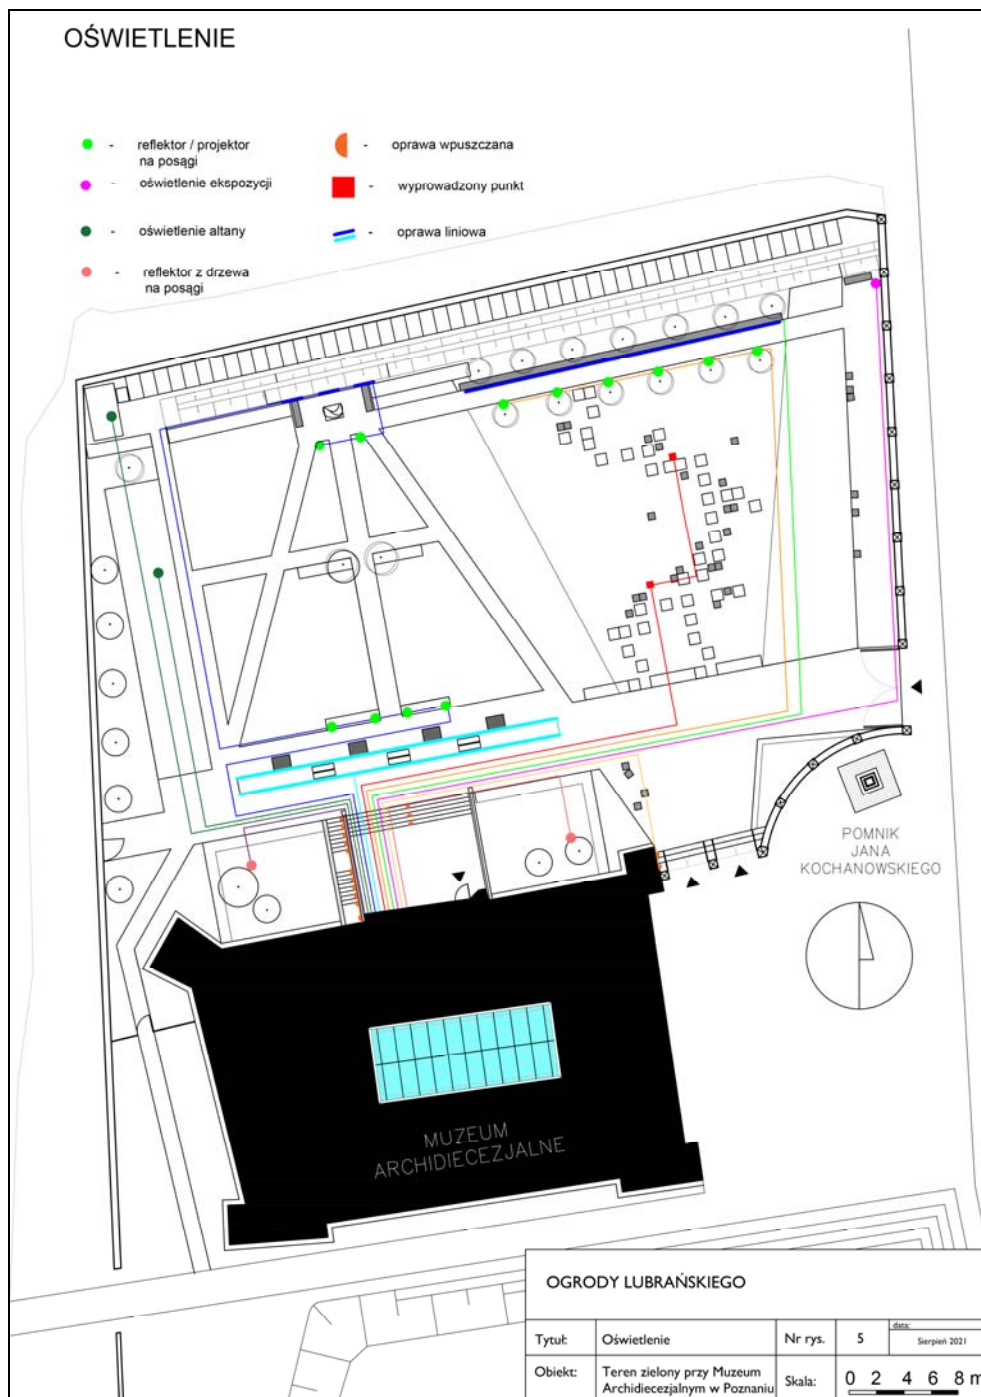 OŚWIETLENIE
- reflektor / projektor
na posągi
- oświetlenie ekspozycji
- oświetlenie altany
- reflektor z drzewa
na posągi
- oprawa wpuszczana
- wyprowadzony punkt
- oprawa liniowa
POMNIK
JANA
KOCHANOWSKIEGO
MUZEUM
ARCHIDIECEZJALNE
OGRODY LUBRAŃSKIEGO
Tytuł: Oświetlenie Nr rys. 5 data: Sierpień 2021
Obiekt: Teren zielony przy Muzeum
Archidiecezjalnym w Poznaniu
Skala: 0 2 4 6 8 m